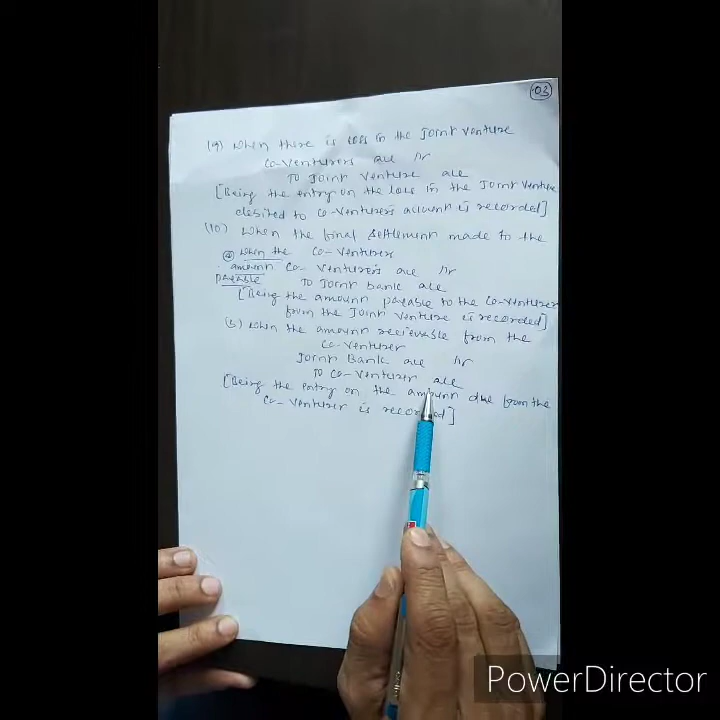 03
(9) When there is loss in the Joint venture
Co-venturers a/c Dr
To Joint Venture a/c
[Being the entry on the loss in the Joint Venture
debited to Co-venturer's account is recorded]
(10) When the final Settlement made to the
Co-Venturer
(a) When the
amount
payable
Co-Venturers a/c Dr
To Joint bank a/c
[Being the amount payable to the Co-venturer
from the Joint Venture is recorded]
(b) When the amount recievable from the
Co-Venturer
Joint Bank a/c Dr
To Co-Venturer a/c
[Being the entry on the amount due from the
Co-Venturer is recorded]
PowerDirector